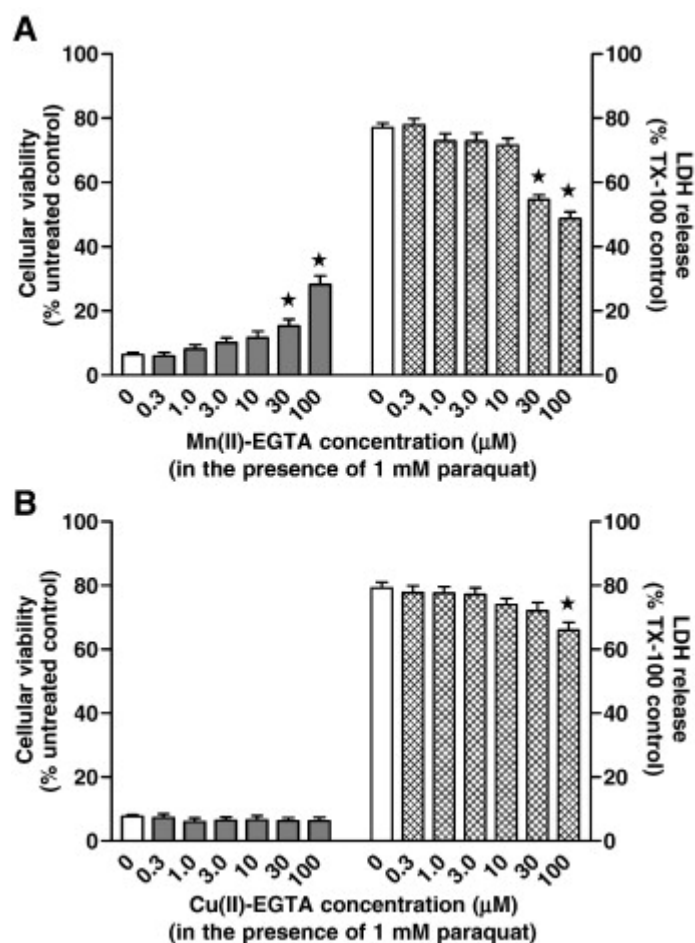 A
Cellular viability
(% untreated control)
100
80
60
40
20
0
100
80
60
40
20
0
LDH release
(% TX-100 control)
★ ★ ★ ★
0 0.3 1.0 3.0 10 30 100 0 0.3 1.0 3.0 10 30 100
Mn(II)-EGTA concentration (μM)
(in the presence of 1 mM paraquat)
B
Cellular viability
(% untreated control)
100
80
60
40
20
0
100
80
60
40
20
0
LDH release
(% TX-100 control)
★
0 0.3 1.0 3.0 10 30 100 0 0.3 1.0 3.0 10 30 100
Cu(II)-EGTA concentration (μM)
(in the presence of 1 mM paraquat)